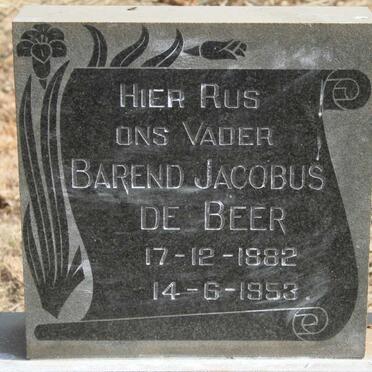 HIER RUS
ONS VADER
BAREND JACOBUS
DE BEER
17-12-1882
14-6-1953